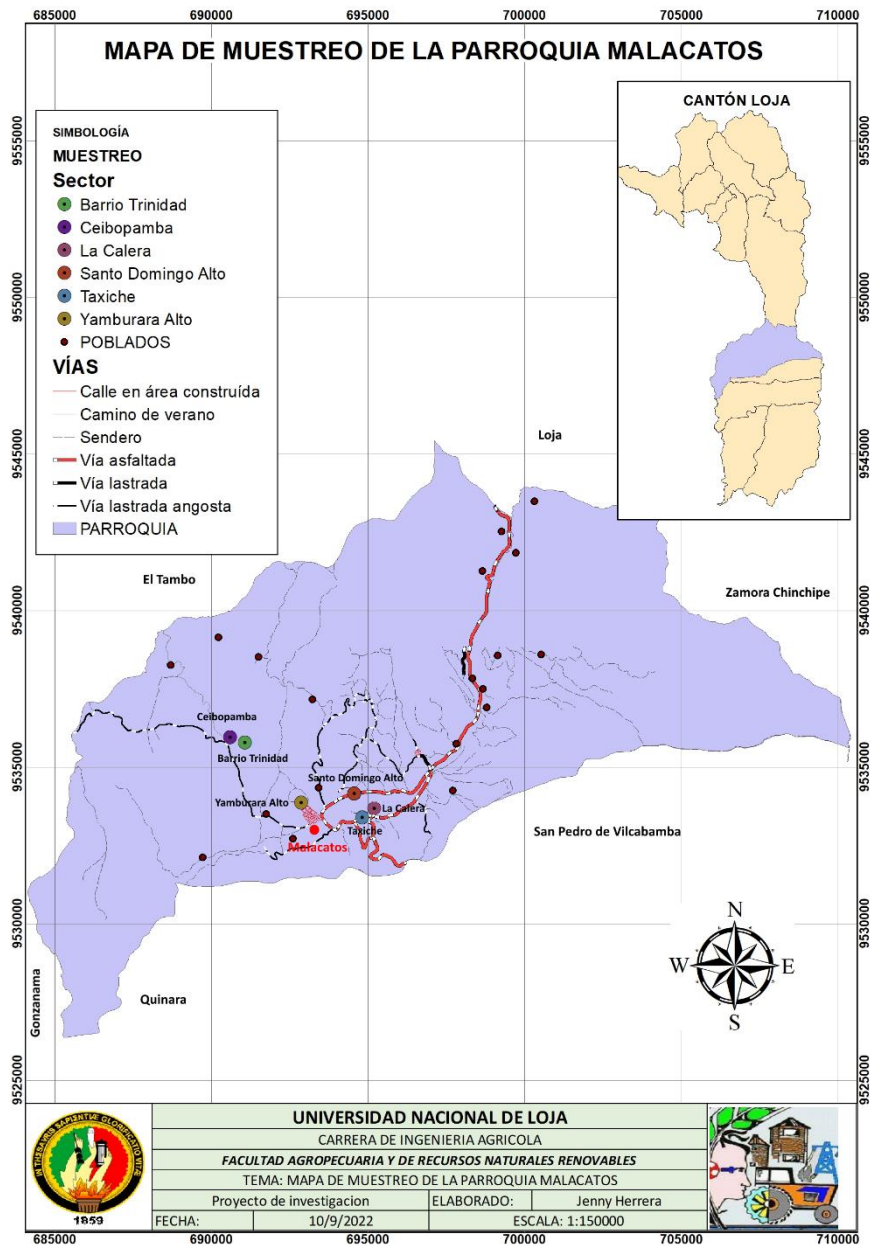 685000 690000 695000 700000 705000 710000
MAPA DE MUESTREO DE LA PARROQUIA MALACATOS
SIMBOLOGÍA
MUESTREO
Sector
Barrio Trinidad
Ceibopamba
La Calera
Santo Domingo Alto
Taxiche
Yamburara Alto
POBLADOS
VÍAS
Calle en área construída
Camino de verano
Sendero
Vía asfaltada
Vía lastrada
Vía lastrada angosta
PARROQUIA
CANTÓN LOJA
9555000 9555000
9550000 9550000
9545000 9545000
9540000 9540000
9535000 9535000
9530000 9530000
9525000 9525000
Loja
El Tambo
Zamora Chinchipe
Ceibopamba
Barrio Trinidad
Santo Domingo Alto
Yamburara Alto
La Calera
Taxiche
Malacatos
San Pedro de Vilcabamba
Gonzanama
Quinara
N
W E
S
UNIVERSIDAD NACIONAL DE LOJA
CARRERA DE INGENIERIA AGRICOLA
FACULTAD AGROPECUARIA Y DE RECURSOS NATURALES RENOVABLES
TEMA: MAPA DE MUESTREO DE LA PARROQUIA MALACATOS
Proyecto de investigacion ELABORADO: Jenny Herrera
FECHA: 10/9/2022 ESCALA: 1:150000
IN THESAVRIS SAPIENTIAE GLORIFICATIO VITAE
1859
685000 690000 695000 700000 705000 710000